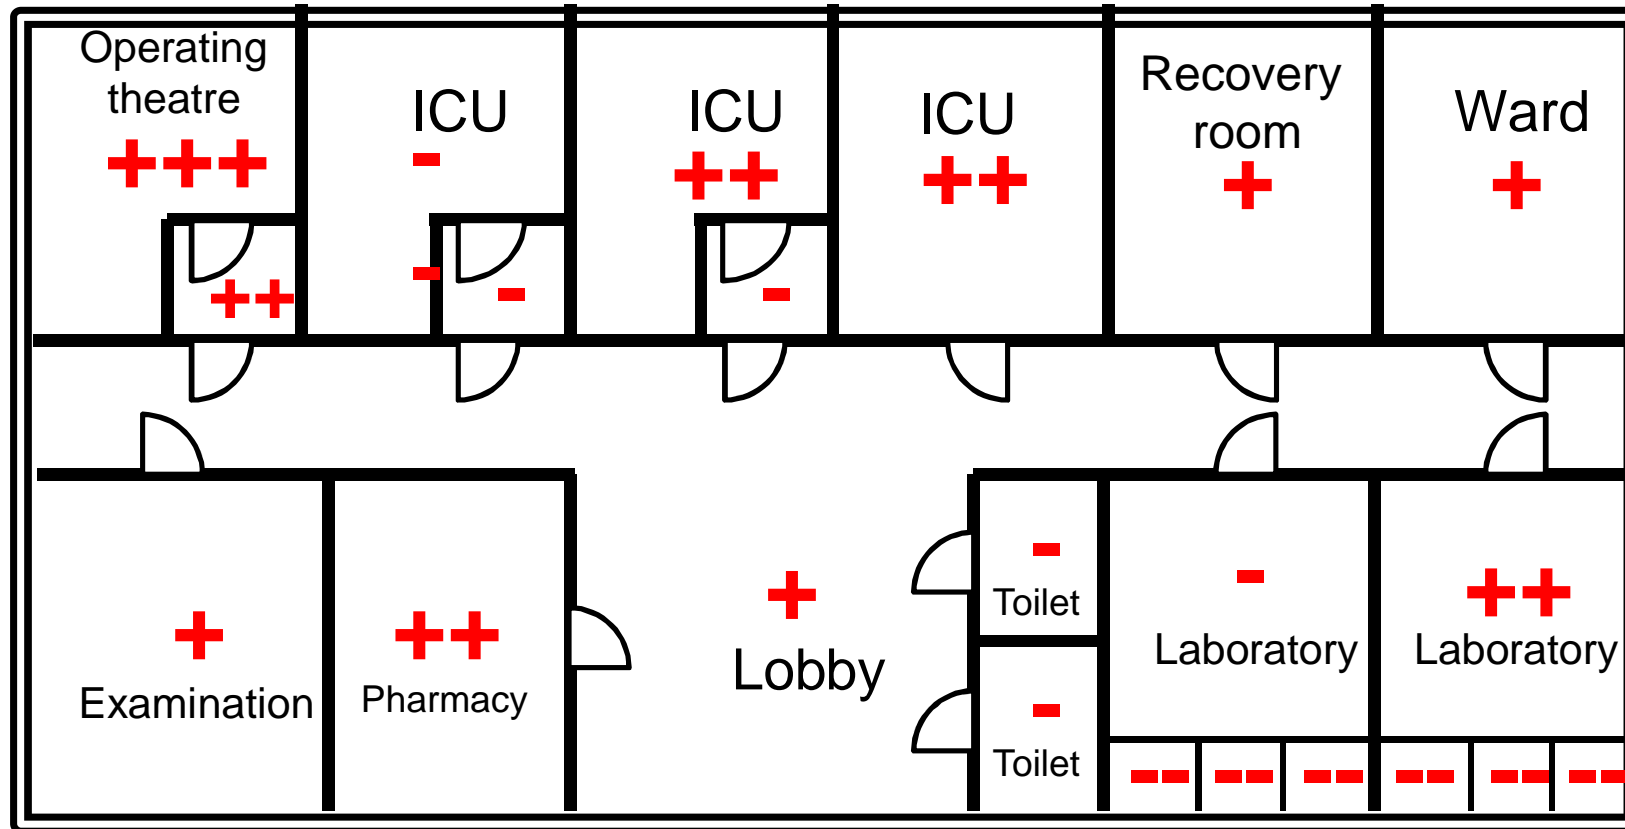 Operating
theatre
+++
ICU
-
ICU
++
ICU
++
Recovery
room
+
Ward
+
++
-
-
-
+
Examination
++
Pharmacy
+
Lobby
-
Toilet
-
Toilet
-
Laboratory
++
Laboratory
-- -- -- -- -- --